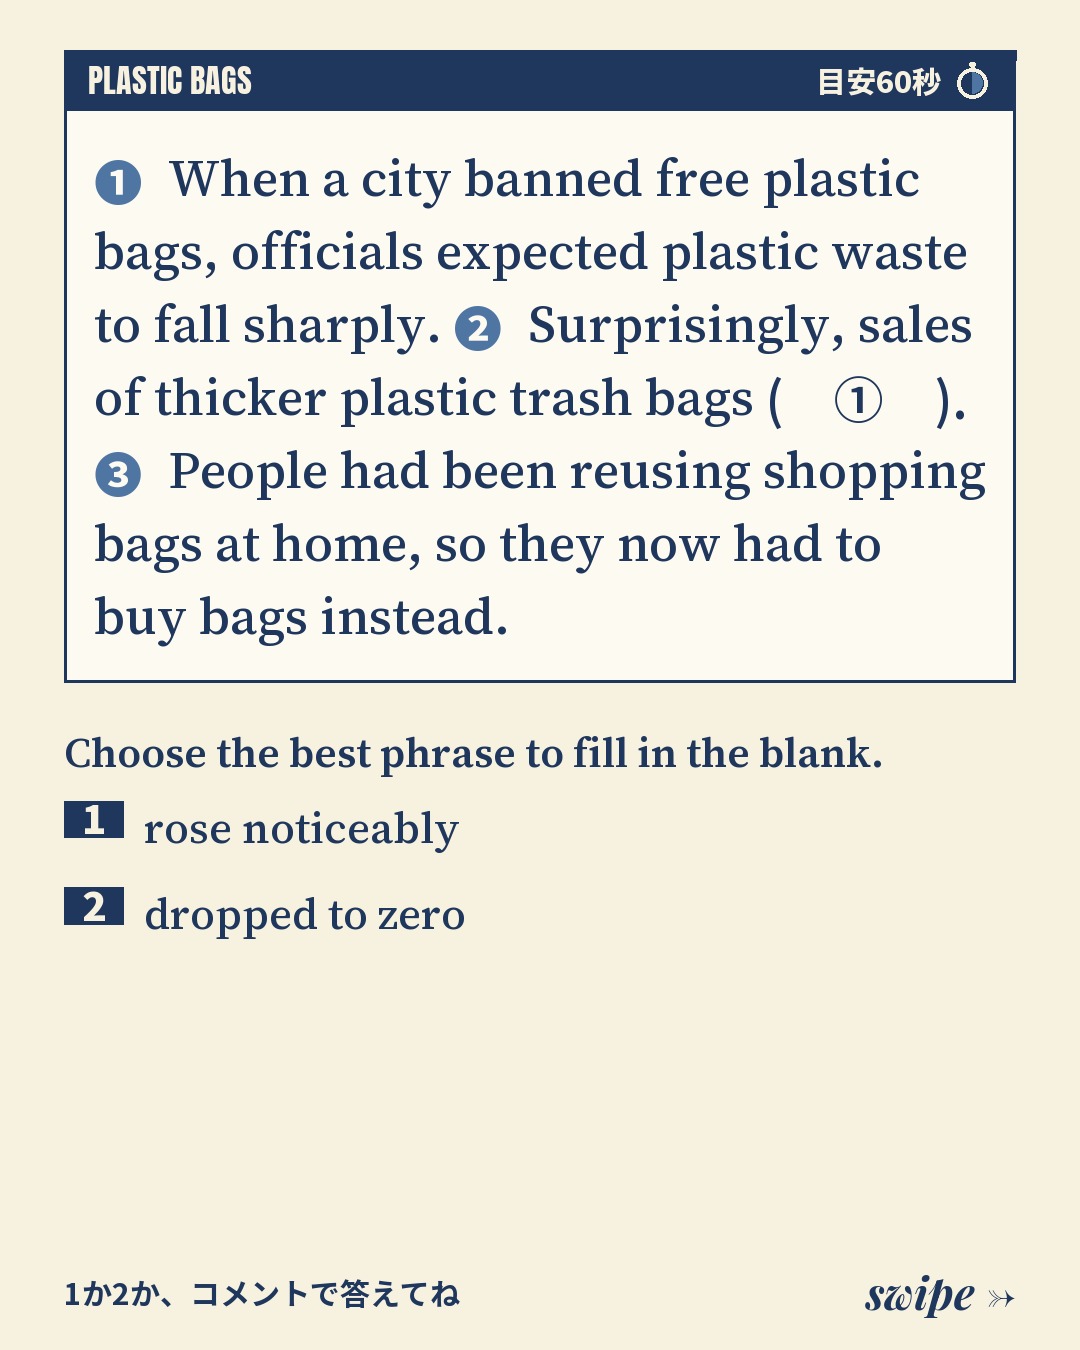 PLASTIC BAGS 目安60秒
❶ When a city banned free plastic
bags, officials expected plastic waste
to fall sharply. ❷ Surprisingly, sales
of thicker plastic trash bags ( ① ).
❸ People had been reusing shopping
bags at home, so they now had to
buy bags instead.
Choose the best phrase to fill in the blank.
1 rose noticeably
2 dropped to zero
1か2か、コメントで答えてね swipe